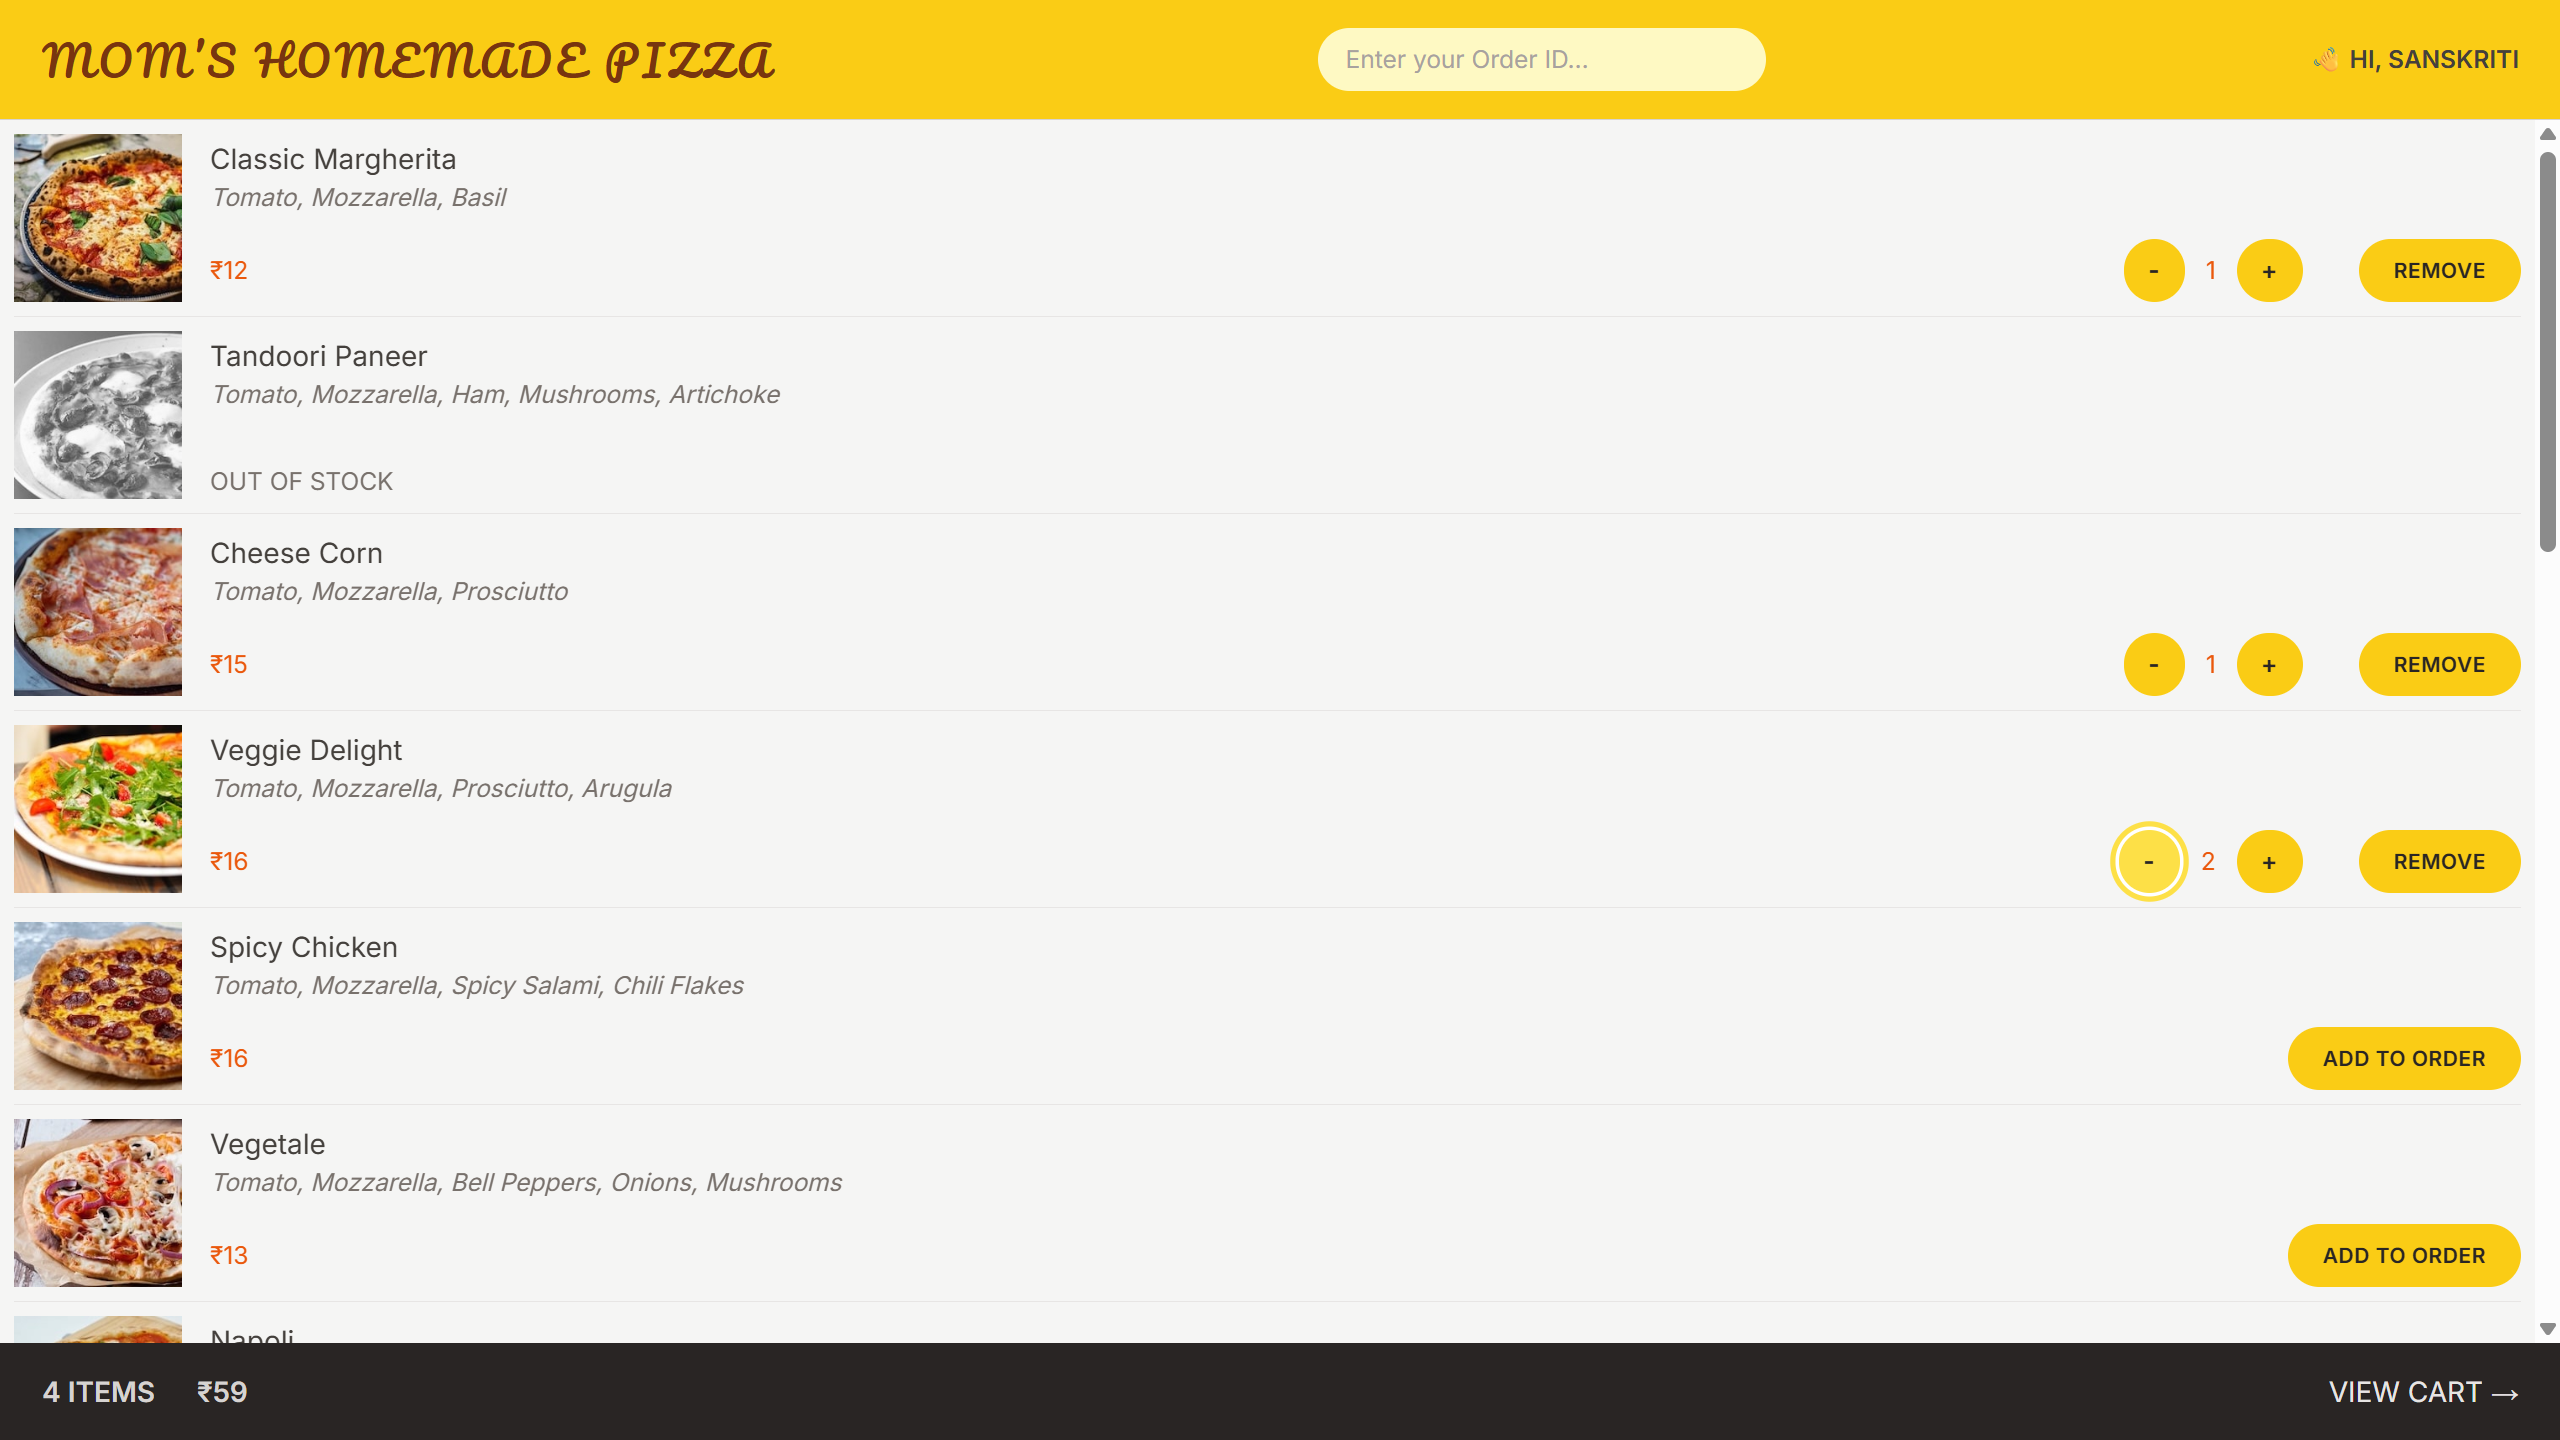 MOM'S HOMEMADE PIZZA
Enter your Order ID...
👋 HI, SANSKRITI
Classic Margherita
Tomato, Mozzarella, Basil
₹12
- 1 + REMOVE
Tandoori Paneer
Tomato, Mozzarella, Ham, Mushrooms, Artichoke
OUT OF STOCK
Cheese Corn
Tomato, Mozzarella, Prosciutto
₹15
- 1 + REMOVE
Veggie Delight
Tomato, Mozzarella, Prosciutto, Arugula
₹16
- 2 + REMOVE
Spicy Chicken
Tomato, Mozzarella, Spicy Salami, Chili Flakes
₹16
ADD TO ORDER
Vegetale
Tomato, Mozzarella, Bell Peppers, Onions, Mushrooms
₹13
ADD TO ORDER
Napoli
4 ITEMS ₹59
VIEW CART →